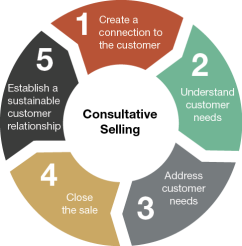 1
Create a
connection to
the customer
2
Understand
customer
needs
3
Address
customer
needs
4
Close
the sale
5
Establish a
sustainable
customer
relationship
Consultative
Selling